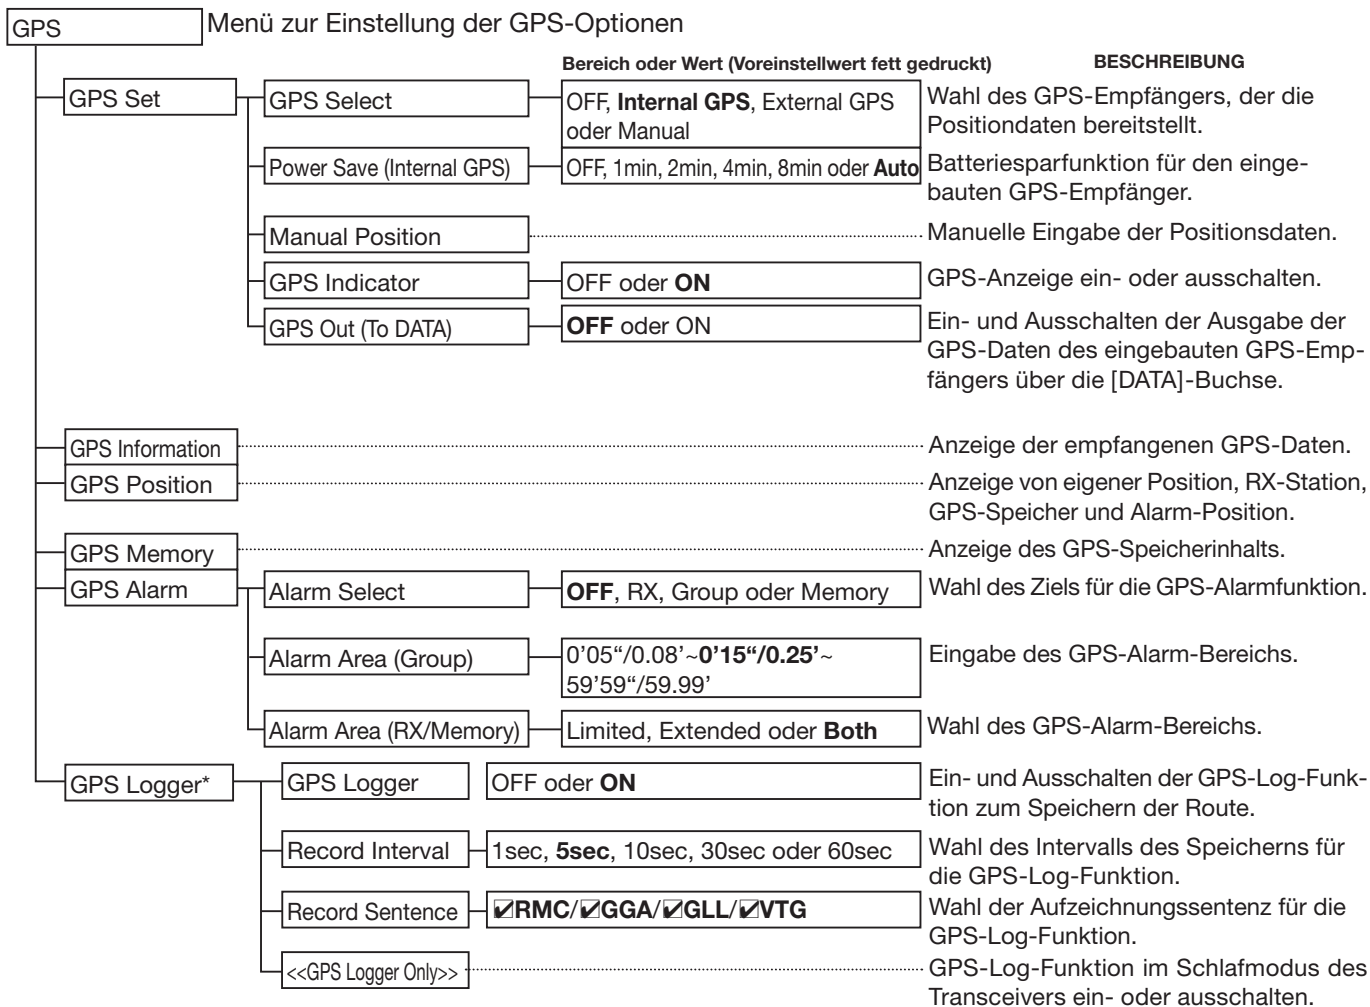 GPS Menü zur Einstellung der GPS-Optionen
Bereich oder Wert (Voreinstellwert fett gedruckt) BESCHREIBUNG
GPS Set GPS Select OFF, Internal GPS, External GPS Wahl des GPS-Empfängers, der die
oder Manual Positiondaten bereitstellt.
Power Save (Internal GPS) OFF, 1min, 2min, 4min, 8min oder Auto Batteriesparfunktion für den einge-
bauten GPS-Empfänger.
Manual Position Manuelle Eingabe der Positionsdaten.
GPS Indicator OFF oder ON GPS-Anzeige ein- oder ausschalten.
GPS Out (To DATA) OFF oder ON Ein- und Ausschalten der Ausgabe der
GPS-Daten des eingebauten GPS-Emp-
fängers über die [DATA]-Buchse.
GPS Information Anzeige der empfangenen GPS-Daten.
GPS Position Anzeige von eigener Position, RX-Station,
GPS-Speicher und Alarm-Position.
GPS Memory Anzeige des GPS-Speicherinhalts.
GPS Alarm Alarm Select OFF, RX, Group oder Memory Wahl des Ziels für die GPS-Alarmfunktion.
Alarm Area (Group) 0’05“/0.08’~0’15“/0.25’~ Eingabe des GPS-Alarm-Bereichs.
59’59“/59.99’
Alarm Area (RX/Memory) Limited, Extended oder Both Wahl des GPS-Alarm-Bereichs.
GPS Logger* GPS Logger OFF oder ON Ein- und Ausschalten der GPS-Log-Funk-
tion zum Speichern der Route.
Record Interval 1sec, 5sec, 10sec, 30sec oder 60sec Wahl des Intervalls des Speicherns für
die GPS-Log-Funktion.
Record Sentence ☑RMC/☑GGA/☑GLL/☑VTG Wahl der Aufzeichnungssentenz für die
GPS-Log-Funktion.
<<GPS Logger Only>> GPS-Log-Funktion im Schlafmodus des
Transceivers ein- oder ausschalten.